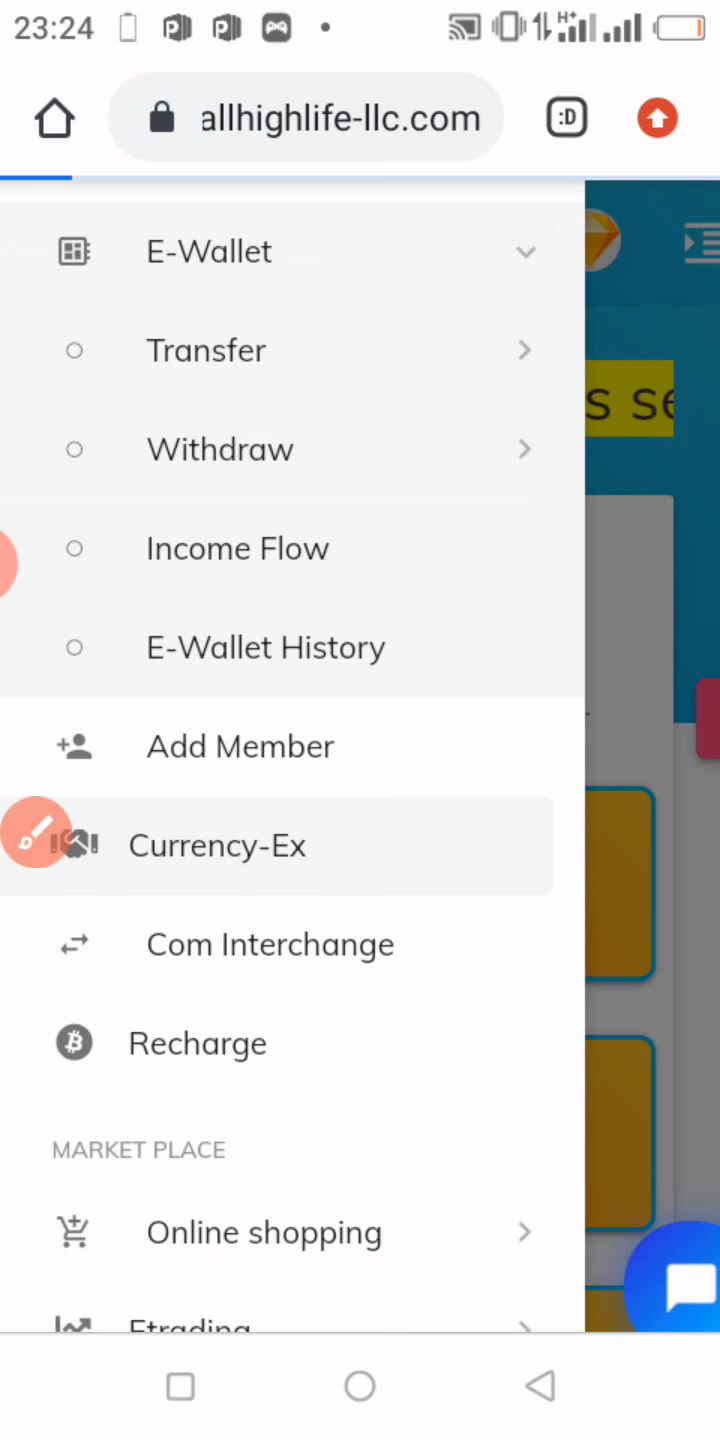 23:24
H+
allhighlife-llc.com
:D
E-Wallet
s se
Transfer
Withdraw
Income Flow
E-Wallet History
Add Member
Currency-Ex
Com Interchange
Recharge
MARKET PLACE
Online shopping
Etrading